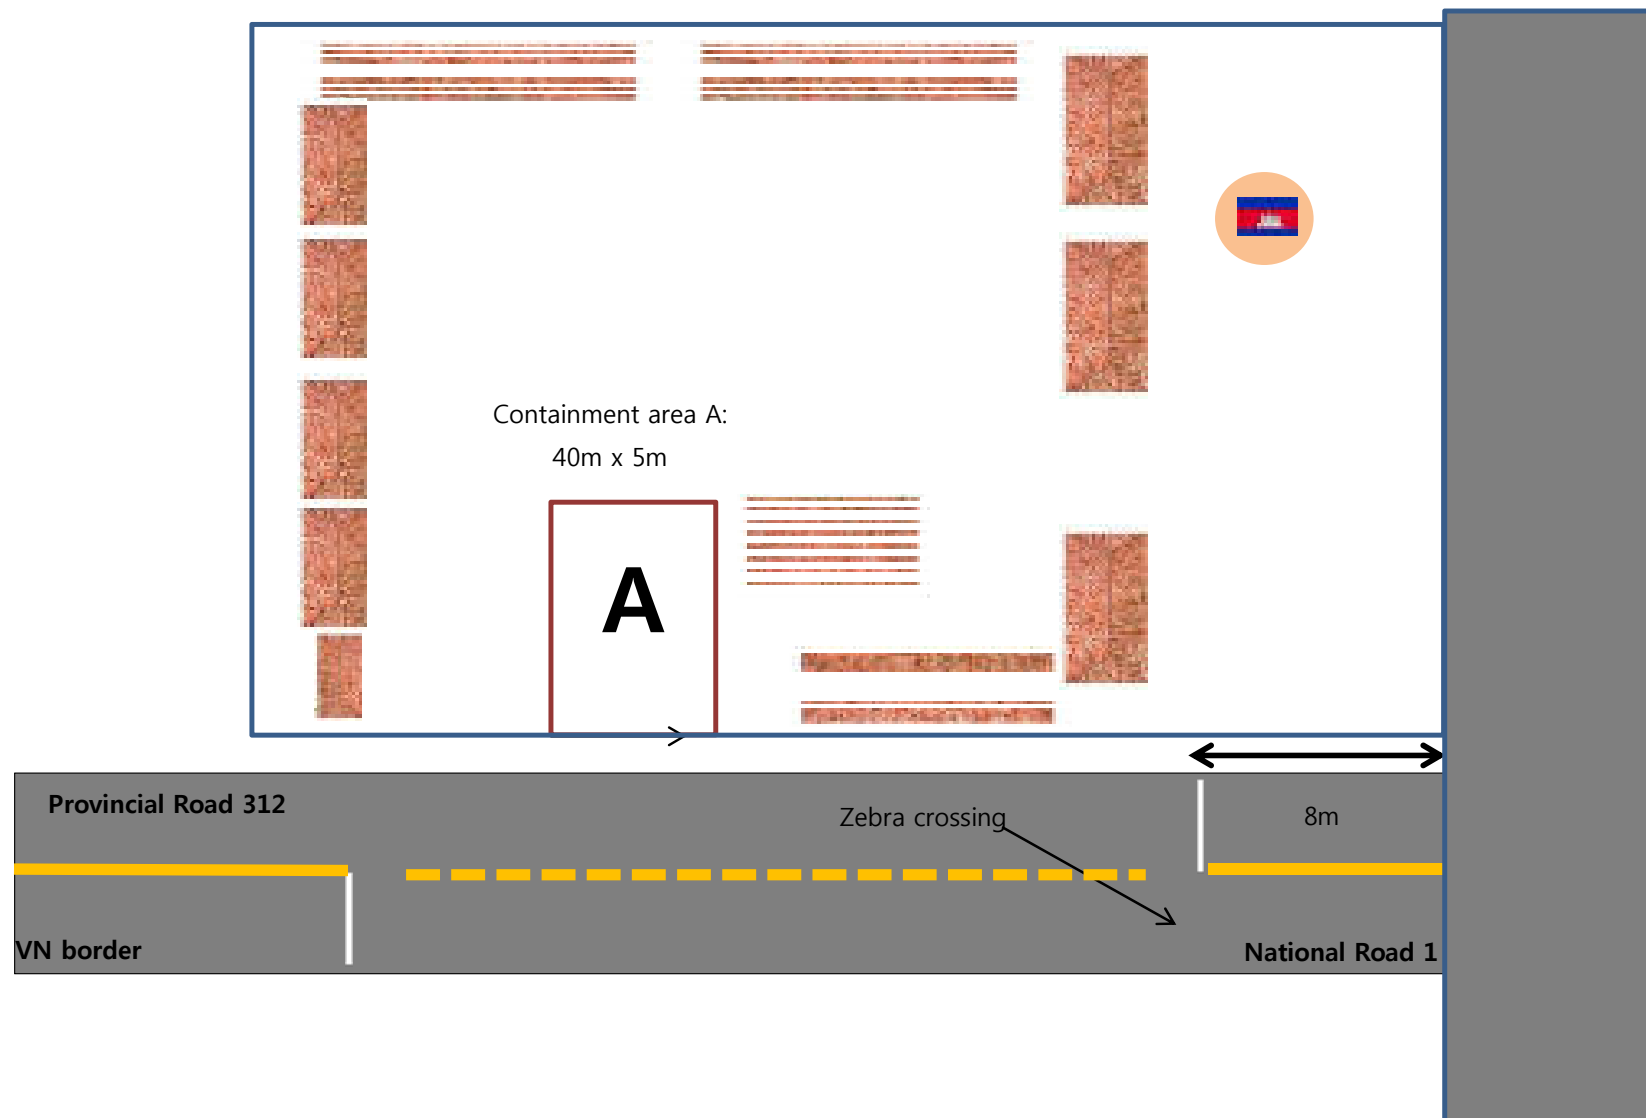 Containment area A:
40m x 5m
A
Provincial Road 312
Zebra crossing
8m
VN border
National Road 1